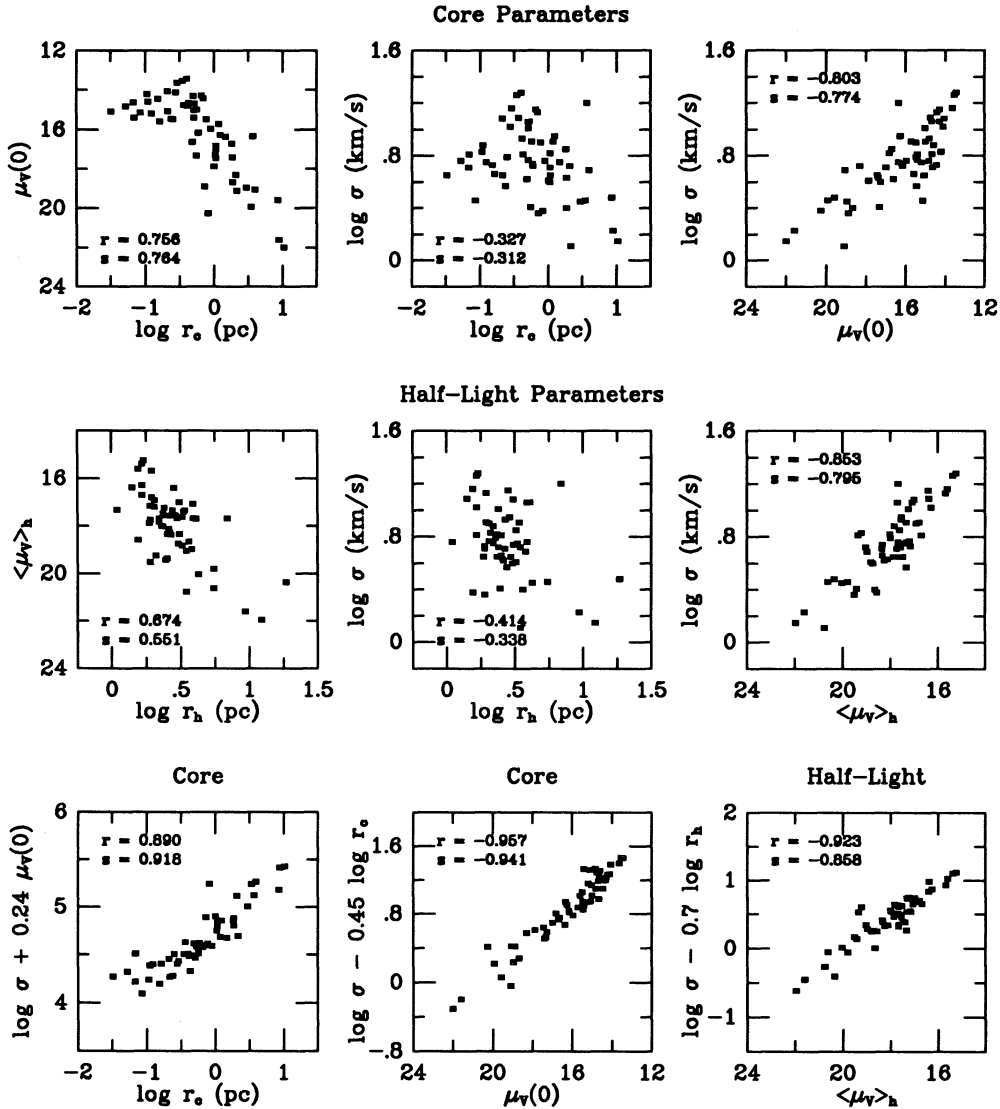 Core Parameters
12
16
20
24
μV(0)
r = 0.756
s = 0.764
−2 −1 0 1
log rc (pc)
1.6
.8
0
log σ (km/s)
r = −0.327
s = −0.312
−2 −1 0 1
log rc (pc)
1.6
.8
0
log σ (km/s)
r = −0.803
s = −0.774
24 20 16 12
μV(0)
Half−Light Parameters
16
20
24
<μV>h
r = 0.674
s = 0.551
0 .5 1 1.5
log rh (pc)
1.6
.8
0
log σ (km/s)
r = −0.414
s = −0.338
0 .5 1 1.5
log rh (pc)
1.6
.8
0
log σ (km/s)
r = −0.853
s = −0.795
24 20 16
<μV>h
Core
6
5
4
log σ + 0.24 μV(0)
r = 0.890
s = 0.918
−2 −1 0 1
log rc (pc)
Core
1.6
.8
0
−.8
log σ − 0.45 log rc
r = −0.957
s = −0.941
20 16 12
μV(0)
Half−Light
2
1
0
−1
log σ − 0.7 log rh
r = −0.923
s = −0.858
24 20 16
<μV>h